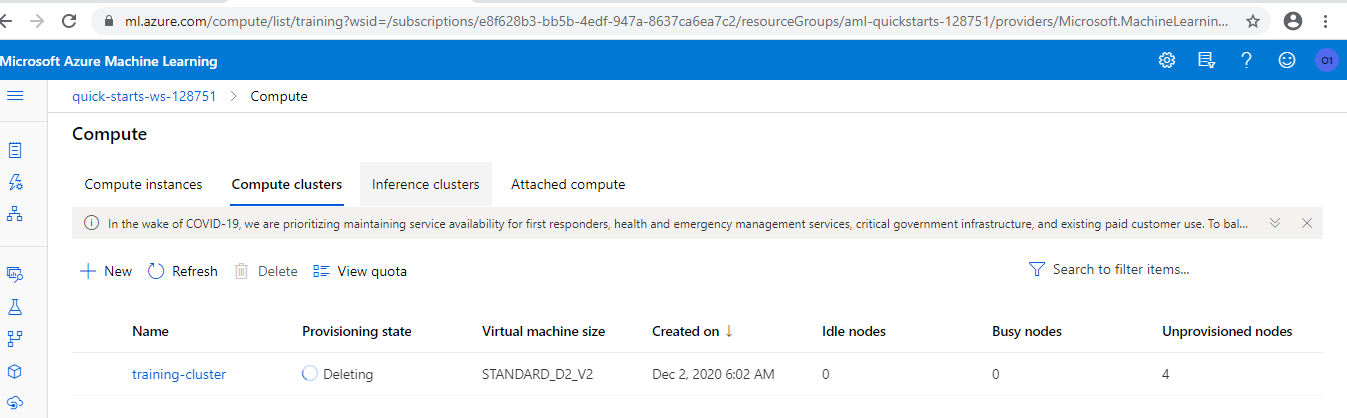 ml.azure.com/compute/list/training?wsid=/subscriptions/e8f628b3-bb5b-4edf-947a-8637ca6ea7c2/resourceGroups/aml-quickstarts-128751/providers/Microsoft.MachineLearnin...
Microsoft Azure Machine Learning
O1
quick-starts-ws-128751 > Compute
Compute
Compute instances Compute clusters Inference clusters Attached compute
In the wake of COVID-19, we are prioritizing maintaining service availability for first responders, health and emergency management services, critical government infrastructure, and existing paid customer use. To bal...
New Refresh Delete View quota Search to filter items...
Name Provisioning state Virtual machine size Created on ↓ Idle nodes Busy nodes Unprovisioned nodes
training-cluster Deleting STANDARD_D2_V2 Dec 2, 2020 6:02 AM 0 0 4